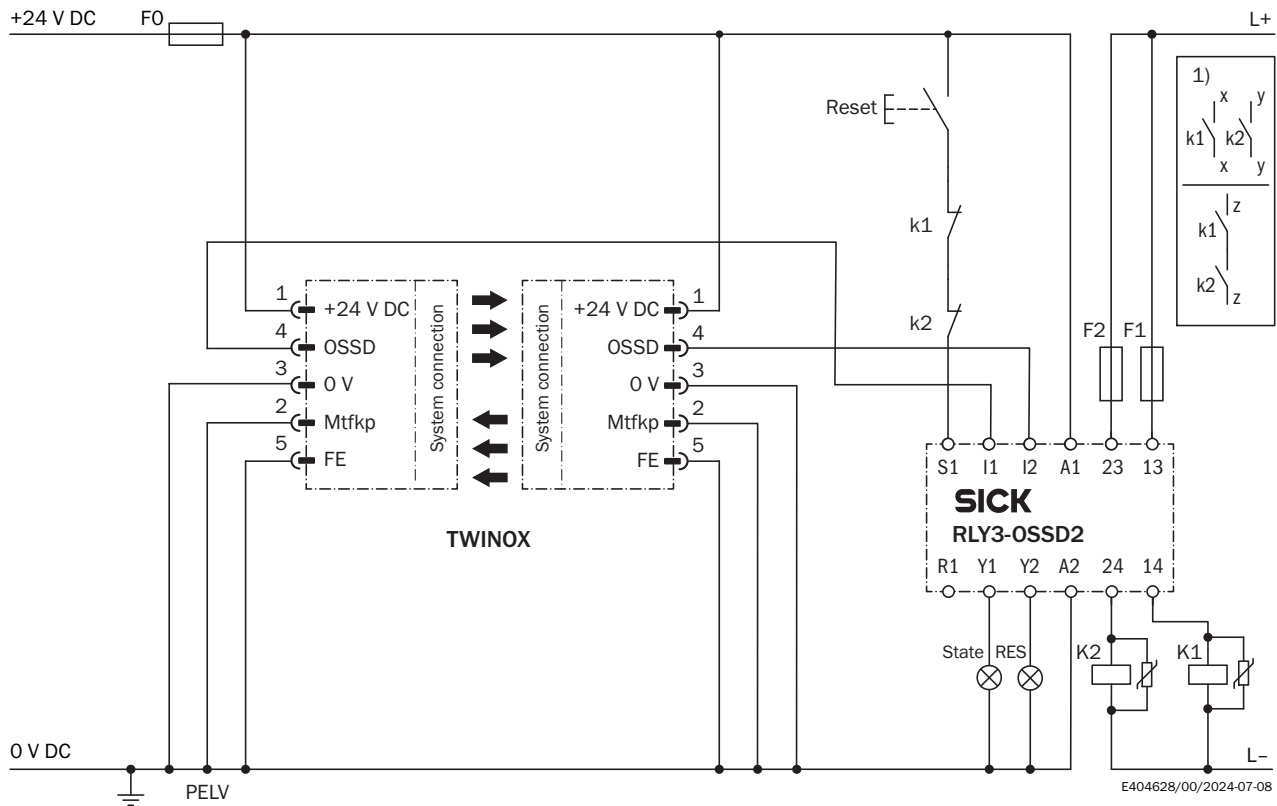 +24 V DC
F0
L+
1)
x
y
k1
k2
x
y
z
k1
k2
z
Reset
k1
k2
F2
F1
1
+24 V DC
4
OSSD
3
0 V
2
Mtfkp
5
FE
System connection
System connection
+24 V DC
1
OSSD
4
0 V
3
Mtfkp
2
FE
5
TWINOX
S1 I1 I2 A1 23 13
SICK
RLY3-OSSD2
R1 Y1 Y2 A2 24 14
State
RES
K2
K1
0 V DC
PELV
L–
E404628/00/2024-07-08